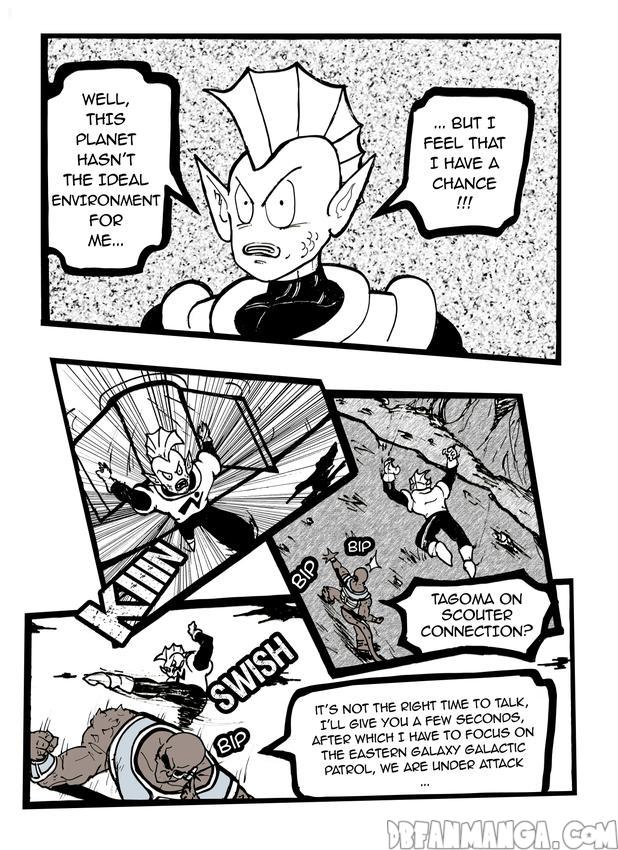 WELL,
THIS
PLANET
HASN'T
THE IDEAL
ENVIRONMENT
FOR
ME...
... BUT I
FEEL THAT
I HAVE A
CHANCE
!!!
KIIIN
BIP
BIP
TAGOMA ON
SCOUTER
CONNECTION?
SWISH
BIP
IT'S NOT THE RIGHT TIME TO TALK,
I'LL GIVE YOU A FEW SECONDS,
AFTER WHICH I HAVE TO FOCUS ON
THE EASTERN GALAXY GALACTIC
PATROL, WE ARE UNDER ATTACK
...
DBFANMANGA.COM